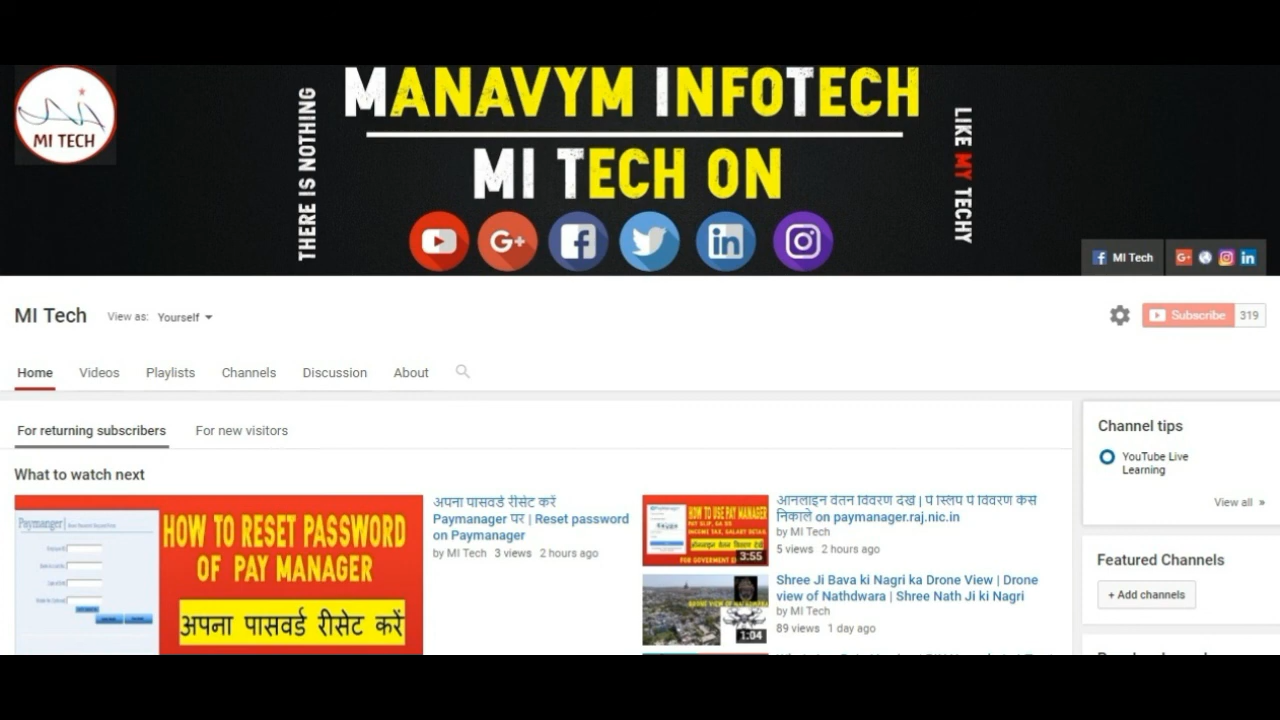 MANAVYM INFOTECH
THERE IS NOTHING
LIKE MY TECHY
MI TECH ON
MI TECH
G+
MI Tech
MI Tech
View as: Yourself
Subscribe 319
Home Videos Playlists Channels Discussion About
For returning subscribers For new visitors
What to watch next
Paymanger
HOW TO RESET PASSWORD
OF PAY MANAGER
अपना पासवर्ड रीसेट करें
अपना पासवर्ड रीसेट करें
Paymanager पर | Reset password
on Paymanager
by MI Tech 3 views 2 hours ago
HOW TO USE PAY MANAGER
3:55
आनलाइन वेतन विवरण देखें | पे स्लिप पे विवरण कैसे
निकाले on paymanager.raj.nic.in
by MI Tech
5 views 2 hours ago
1:04
Shree Ji Bava ki Nagri ka Drone View | Drone
view of Nathdwara | Shree Nath Ji ki Nagri
by MI Tech
89 views 1 day ago
Channel tips
YouTube Live
Learning
View all »
Featured Channels
+ Add channels